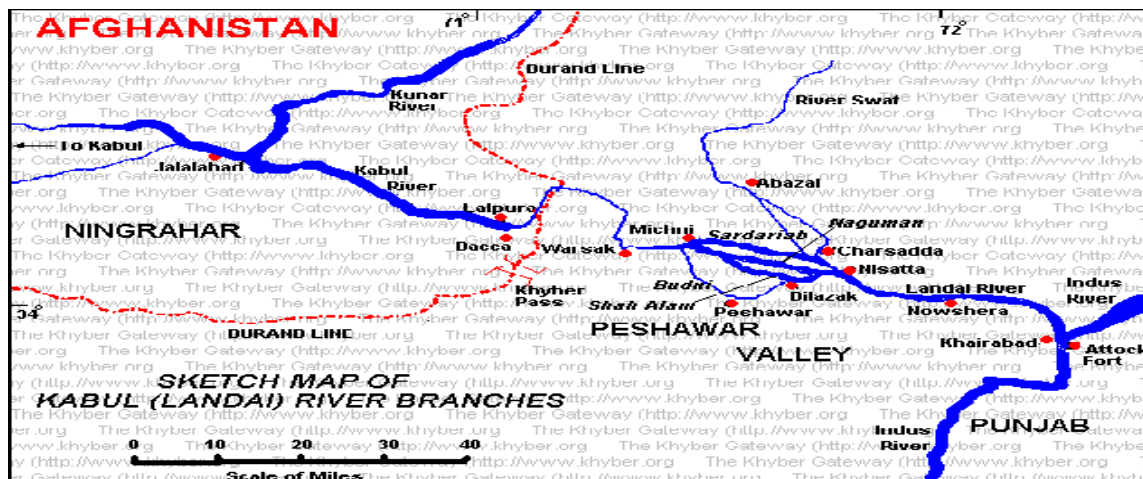 AFGHANISTAN
71°
72°
Durand Line
Kunar
River
River Swat
To Kabul
Jalalabad
Kabul
River
Abazai
Lalpura
Naguman
NINGRAHAR
Michni
Sardariab
Dacca
Warsak
Charsadda
Nisatta
Khyber
Pass
Budni
Shah Alam
Dilazak
Landai River
Indus
River
34°
Peshawar
Nowshera
DURAND LINE
PESHAWAR
VALLEY
Khairabad
Attock
Fort
SKETCH MAP OF
KABUL (LANDAI) RIVER BRANCHES
PUNJAB
Indus
River
0 10 20 30 40
Scale of Miles
The Khyber Gateway (http://www.khyber.org